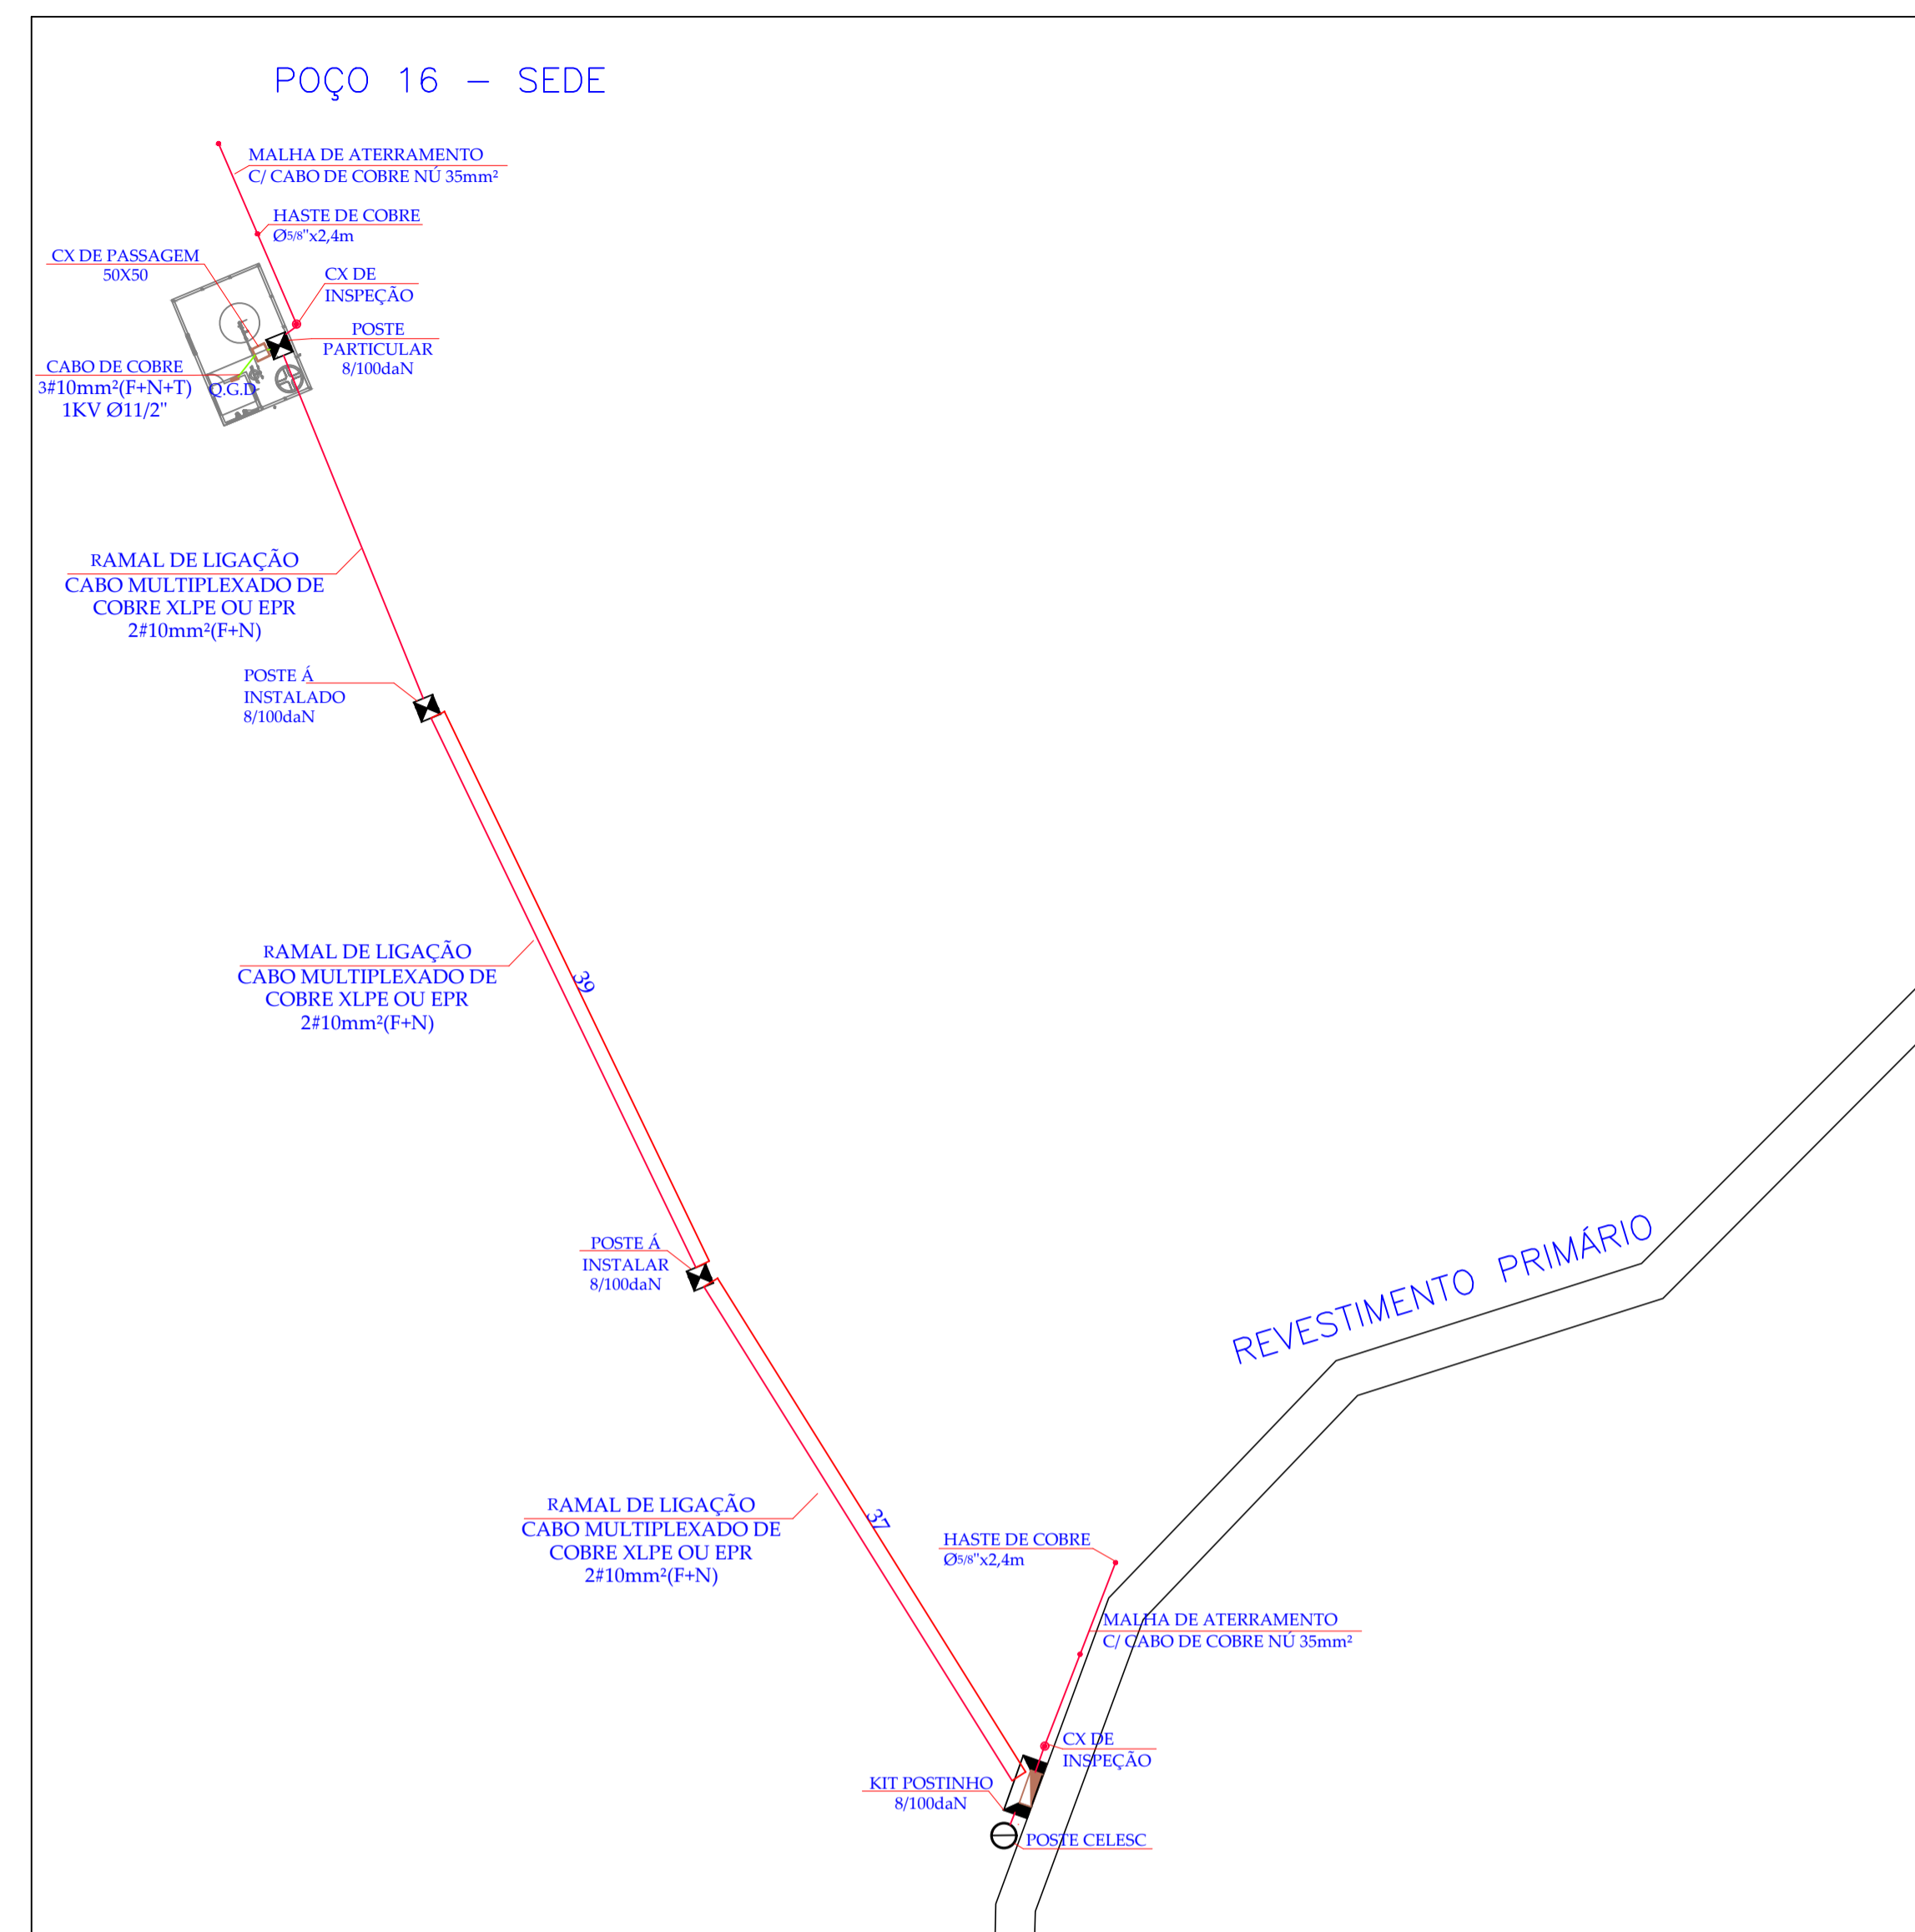 POÇO 16 - SEDE
MALHA DE ATERRAMENTO
C/ CABO DE COBRE NÚ 35mm²
HASTE DE COBRE
Ø5/8"x2,4m
CX DE PASSAGEM
50X50
CX DE
INSPEÇÃO
POSTE
PARTICULAR
8/100daN
CABO DE COBRE
3#10mm²(F+N+T)
1KV Ø11/2"
Q.G.D
RAMAL DE LIGAÇÃO
CABO MULTIPLEXADO DE
COBRE XLPE OU EPR
2#10mm²(F+N)
POSTE Á
INSTALADO
8/100daN
RAMAL DE LIGAÇÃO
CABO MULTIPLEXADO DE
COBRE XLPE OU EPR
2#10mm²(F+N)
39
POSTE Á
INSTALAR
8/100daN
REVESTIMENTO PRIMÁRIO
RAMAL DE LIGAÇÃO
CABO MULTIPLEXADO DE
COBRE XLPE OU EPR
2#10mm²(F+N)
37
HASTE DE COBRE
Ø5/8"x2,4m
MALHA DE ATERRAMENTO
C/ CABO DE COBRE NÚ 35mm²
CX DE
INSPEÇÃO
KIT POSTINHO
8/100daN
POSTE CELESC